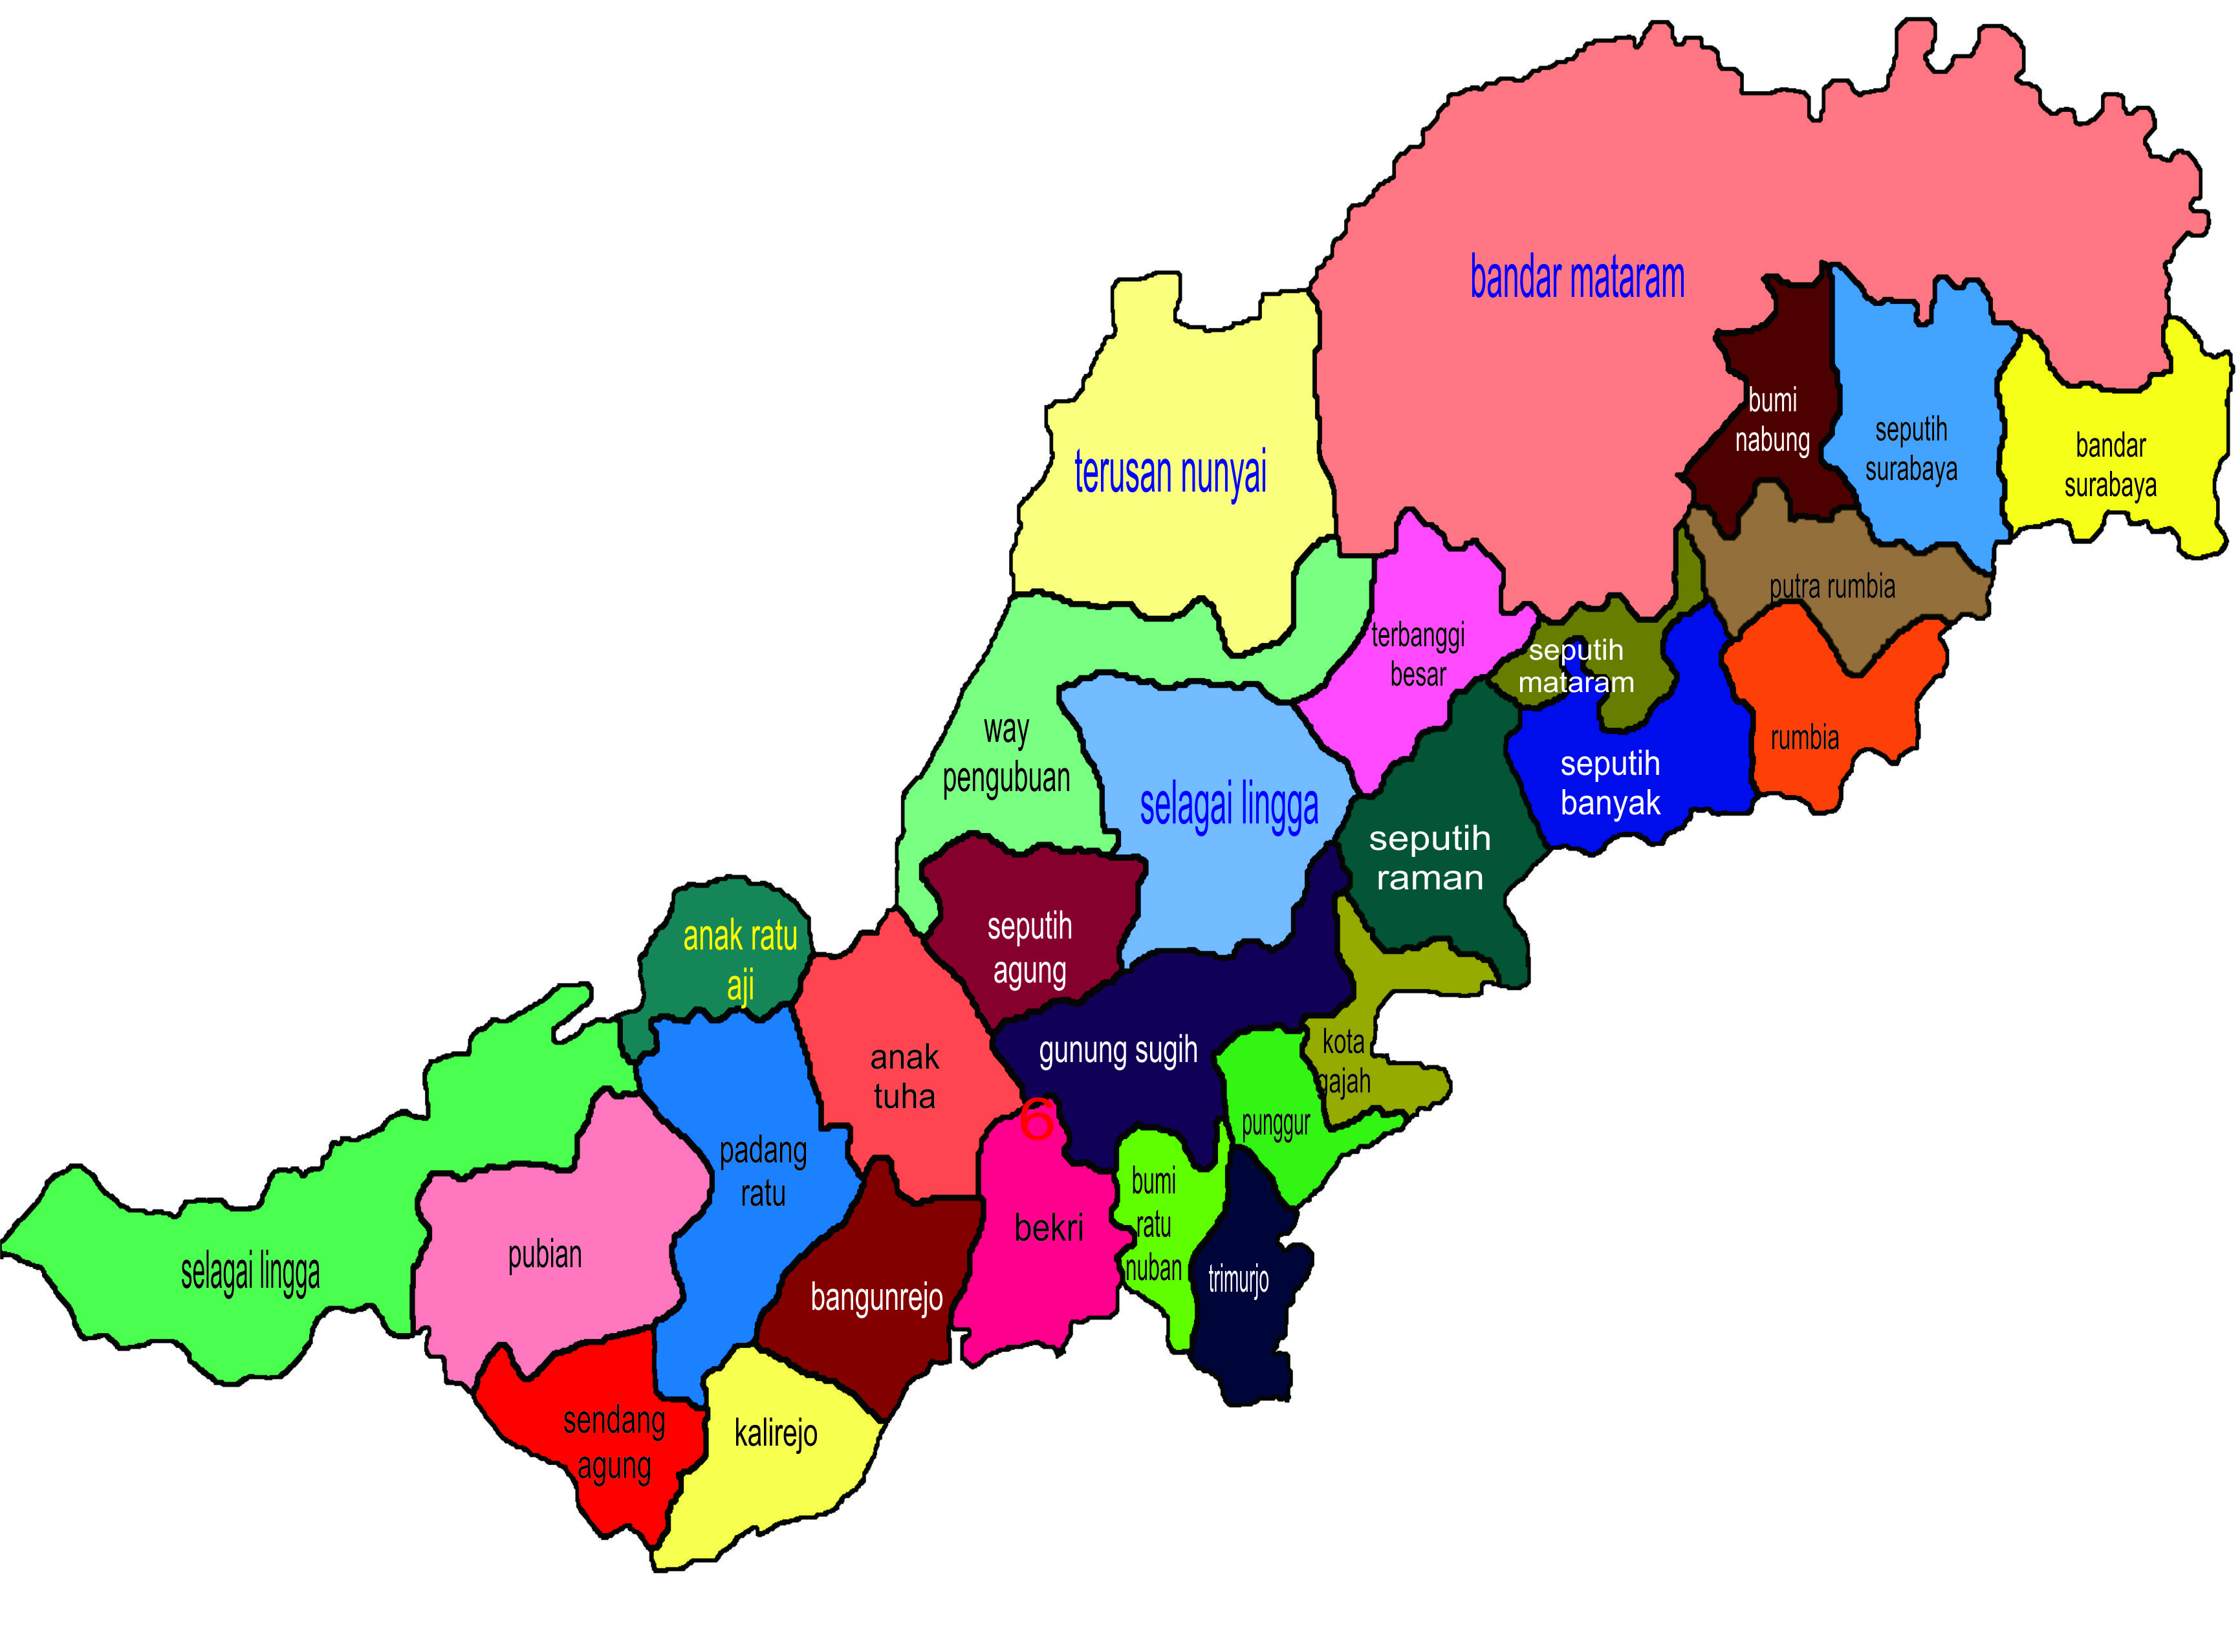 bandar mataram
bumi
nabung
seputih
surabaya
bandar
surabaya
terusan nunyai
putra rumbia
terbanggi
besar
seputih
mataram
way
pengubuan
selagai lingga
rumbia
seputih
banyak
seputih
raman
anak ratu
aji
seputih
agung
gunung sugih
kota
gajah
anak
tuha
6
punggur
padang
ratu
bumi
ratu
nuban
bekri
pubian
selagai lingga
trimurjo
bangunrejo
sendang
agung
kalirejo